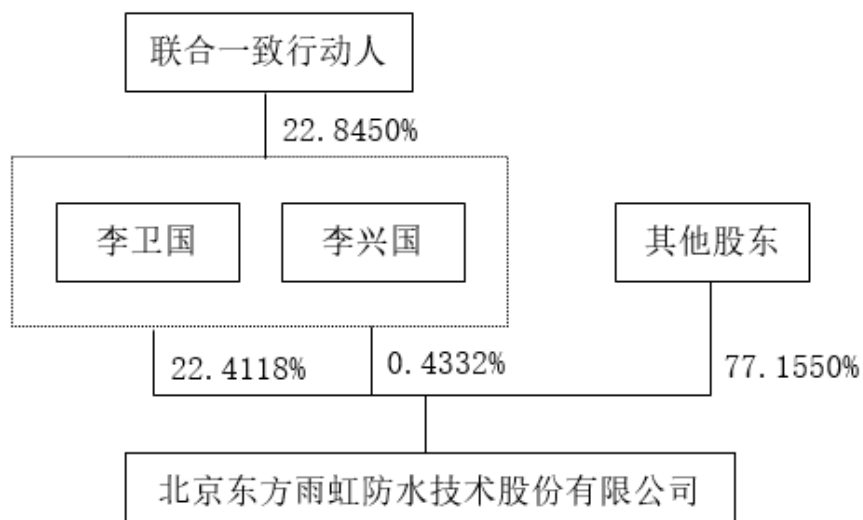 联合一致行动人
22.8450%
李卫国
李兴国
其他股东
22.4118%
0.4332%
77.1550%
北京东方雨虹防水技术股份有限公司